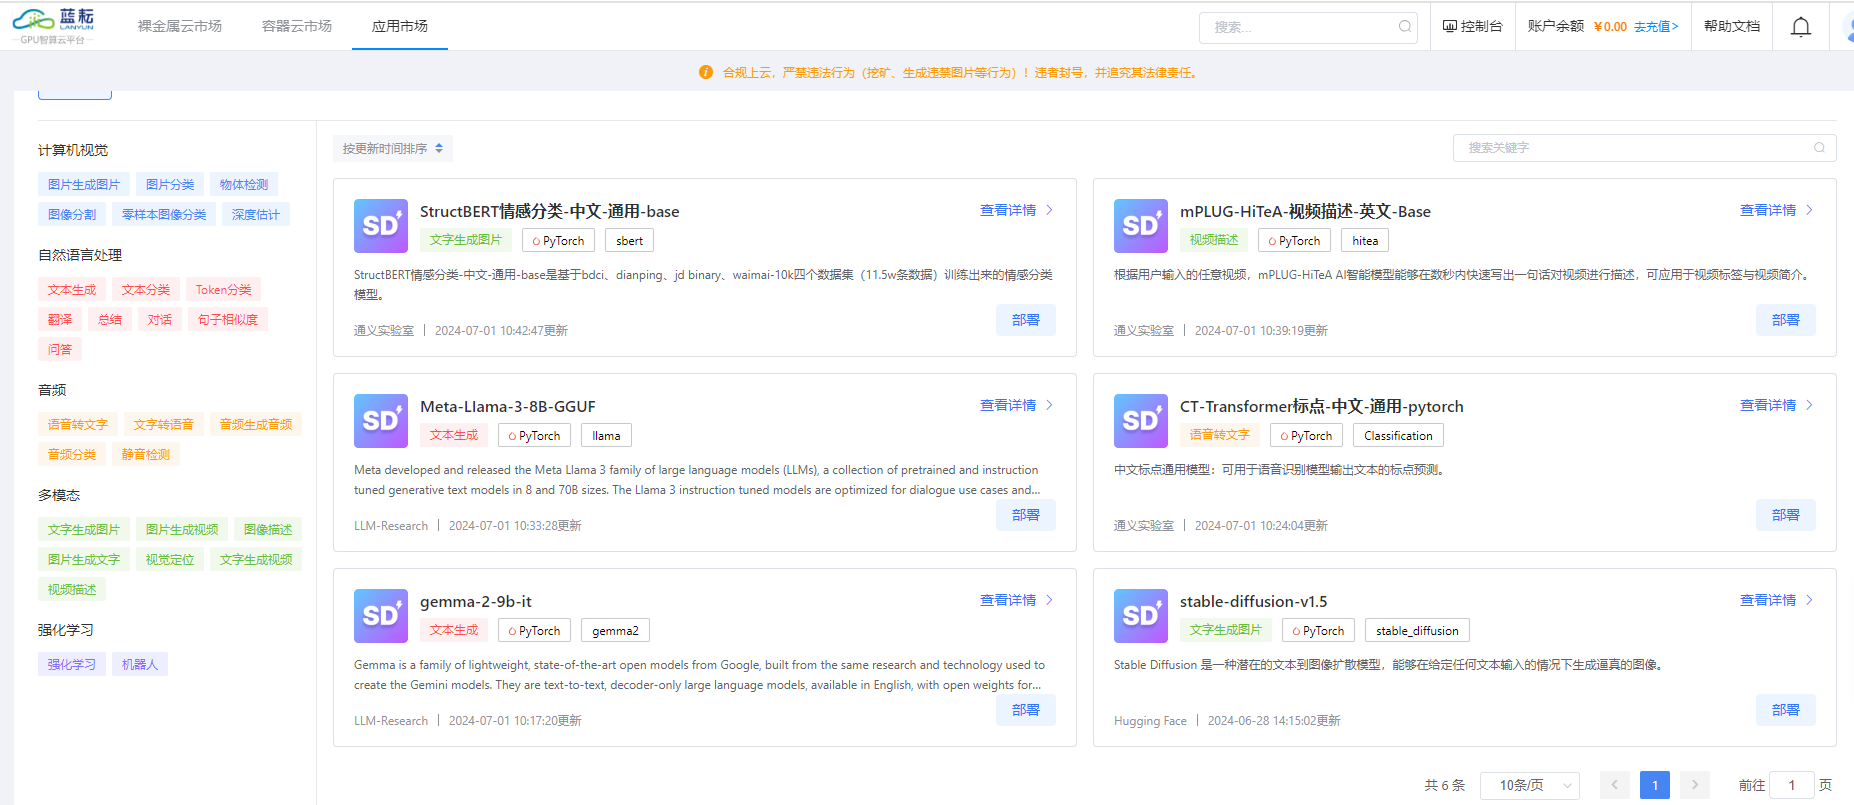 蓝耘
LANYUN
GPU智算云平台
裸金属云市场
容器云市场
应用市场
搜索...
控制台
账户余额 ¥0.00 去充值>
帮助文档
合规上云，严禁违法行为（挖矿、生成违禁图片等行为）！违者封号，并追究其法律责任。
计算机视觉
图片生成图片 图片分类 物体检测
图像分割 零样本图像分类 深度估计
自然语言处理
文本生成 文本分类 Token分类
翻译 总结 对话 句子相似度
问答
音频
语音转文字 文字转语音 音频生成音频
音频分类 静音检测
多模态
文字生成图片 图片生成视频 图像描述
图片生成文字 视觉定位 文字生成视频
视频描述
强化学习
强化学习 机器人
按更新时间排序
搜索关键字
SD
StructBERT情感分类-中文-通用-base
查看详情
文字生成图片 PyTorch sbert
StructBERT情感分类-中文-通用-base是基于bdci、dianping、jd binary、waimai-10k四个数据集（11.5w条数据）训练出来的情感分类
模型。
通义实验室 | 2024-07-01 10:42:47更新
部署
SD
mPLUG-HiTeA-视频描述-英文-Base
查看详情
视频描述 PyTorch hitea
根据用户输入的任意视频，mPLUG-HiTeA AI智能模型能够在数秒内快速写出一句话对视频进行描述，可应用于视频标签与视频简介。
通义实验室 | 2024-07-01 10:39:19更新
部署
SD
Meta-Llama-3-8B-GGUF
查看详情
文本生成 PyTorch llama
Meta developed and released the Meta Llama 3 family of large language models (LLMs), a collection of pretrained and instruction
tuned generative text models in 8 and 70B sizes. The Llama 3 instruction tuned models are optimized for dialogue use cases and...
LLM-Research | 2024-07-01 10:33:28更新
部署
SD
CT-Transformer标点-中文-通用-pytorch
查看详情
语音转文字 PyTorch Classification
中文标点通用模型：可用于语音识别模型输出文本的标点预测。
通义实验室 | 2024-07-01 10:24:04更新
部署
SD
gemma-2-9b-it
查看详情
文本生成 PyTorch gemma2
Gemma is a family of lightweight, state-of-the-art open models from Google, built from the same research and technology used to
create the Gemini models. They are text-to-text, decoder-only large language models, available in English, with open weights for...
LLM-Research | 2024-07-01 10:17:20更新
部署
SD
stable-diffusion-v1.5
查看详情
文字生成图片 PyTorch stable_diffusion
Stable Diffusion 是一种潜在的文本到图像扩散模型，能够在给定任何文本输入的情况下生成逼真的图像。
Hugging Face | 2024-06-28 14:15:02更新
部署
共 6 条 10条/页 < 1 > 前往 1 页